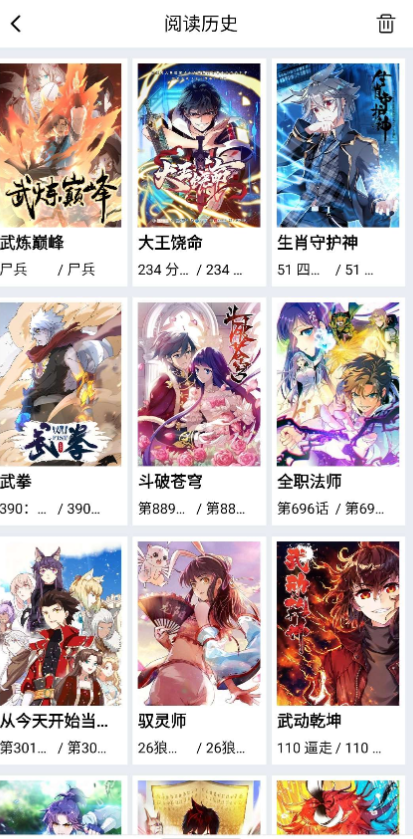 阅读历史
武炼巅峰
大王饶命
生肖守护神
武炼巅峰
大王饶命
生肖守护神
尸兵 / 尸兵
234 分... / 234 ...
51 四... / 51 ...
武拳
斗破苍穹
武拳
斗破苍穹
全职法师
390：... / 390...
第889... / 第88...
第696话 / 第69...
武动乾坤
从今天开始当...
驭灵师
武动乾坤
第301... / 第30...
26狼... / 26狼...
110 逼走 / 110 ...